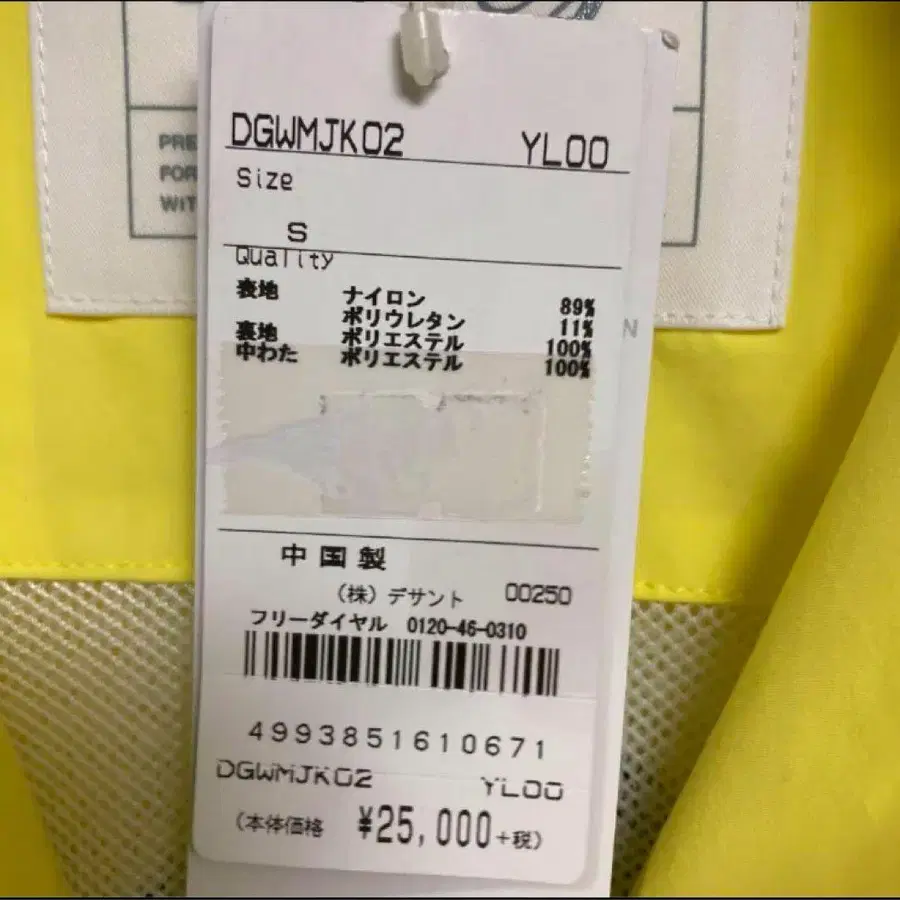 PRE
FOR
WIT
DGWMJK02 YL00
Size
S
Quality
表地 ナイロン 89%
ポリウレタン 11%
裏地 ポリエステル 100%
中わた ポリエステル 100%
N
中国製
(株)デサント 00250
フリーダイヤル 0120-46-0310
4993851610671
DGWMJK02 YL00
(本体価格 ¥25,000+税)